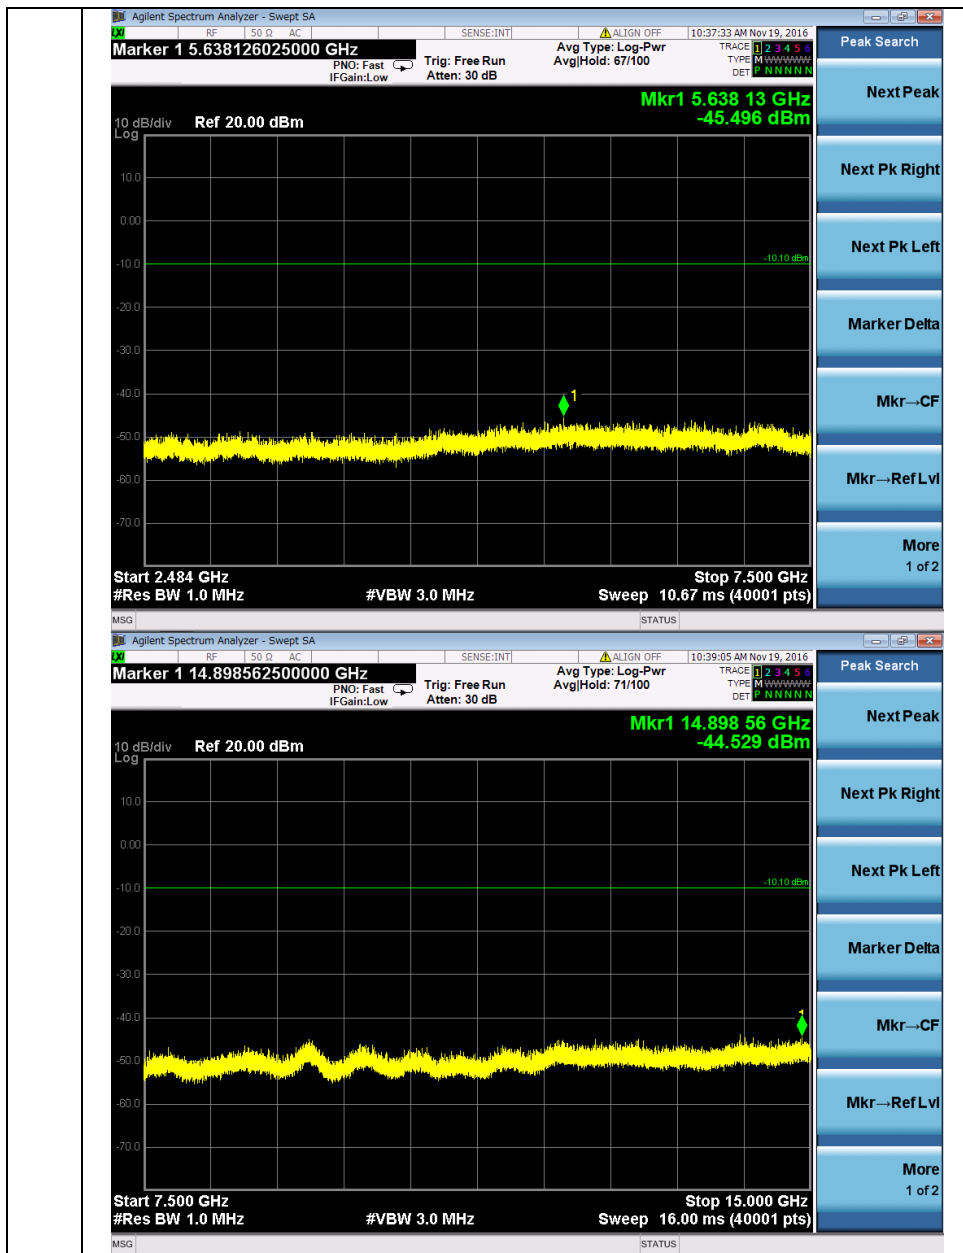 Agilent Spectrum Analyzer - Swept SA
LXI RF 50 Ω AC SENSE:INT ALIGN OFF 10:37:33 AM Nov 19, 2016
Marker 1 5.638126025000 GHz
PNO: Fast
IFGain:Low
Trig: Free Run
Atten: 30 dB
Avg Type: Log-Pwr
Avg|Hold: 67/100
TRACE 1 2 3 4 5 6
TYPE M WWWWW
DET P N N N N N
Peak Search
Mkr1 5.638 13 GHz
-45.496 dBm
10 dB/div Ref 20.00 dBm
Log
10.0
0.00
-10.0
-10.10 dBm
-20.0
-30.0
-40.0
1
-50.0
-60.0
-70.0
Start 2.484 GHz Stop 7.500 GHz
#Res BW 1.0 MHz #VBW 3.0 MHz Sweep 10.67 ms (40001 pts)
MSG STATUS
Next Peak
Next Pk Right
Next Pk Left
Marker Delta
Mkr→CF
Mkr→Ref Lvl
More
1 of 2
Agilent Spectrum Analyzer - Swept SA
LXI RF 50 Ω AC SENSE:INT ALIGN OFF 10:39:05 AM Nov 19, 2016
Marker 1 14.898562500000 GHz
PNO: Fast
IFGain:Low
Trig: Free Run
Atten: 30 dB
Avg Type: Log-Pwr
Avg|Hold: 71/100
TRACE 1 2 3 4 5 6
TYPE M WWWWW
DET P N N N N N
Peak Search
Mkr1 14.898 56 GHz
-44.529 dBm
10 dB/div Ref 20.00 dBm
Log
10.0
0.00
-10.0
-10.10 dBm
-20.0
-30.0
-40.0
1
-50.0
-60.0
-70.0
Start 7.500 GHz Stop 15.000 GHz
#Res BW 1.0 MHz #VBW 3.0 MHz Sweep 16.00 ms (40001 pts)
MSG STATUS
Next Peak
Next Pk Right
Next Pk Left
Marker Delta
Mkr→CF
Mkr→Ref Lvl
More
1 of 2